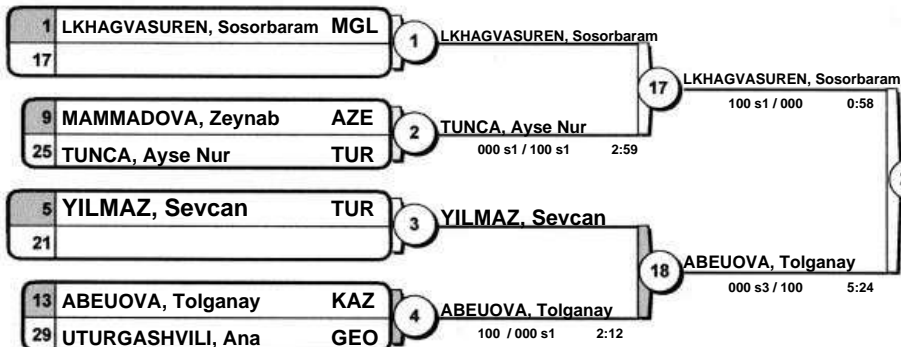 1 LKHAGVASUREN, Sosorbaram MGL
17
1
LKHAGVASUREN, Sosorbaram
9 MAMMADOVA, Zeynab AZE
25 TUNCA, Ayse Nur TUR
2
TUNCA, Ayse Nur
000 s1 / 100 s1 2:59
17
LKHAGVASUREN, Sosorbaram
100 s1 / 000 0:58
5 YILMAZ, Sevcan TUR
21
3
YILMAZ, Sevcan
13 ABEUOVA, Tolganay KAZ
29 UTURGASHVILI, Ana GEO
4
ABEUOVA, Tolganay
100 / 000 s1 2:12
18
ABEUOVA, Tolganay
000 s3 / 100 5:24